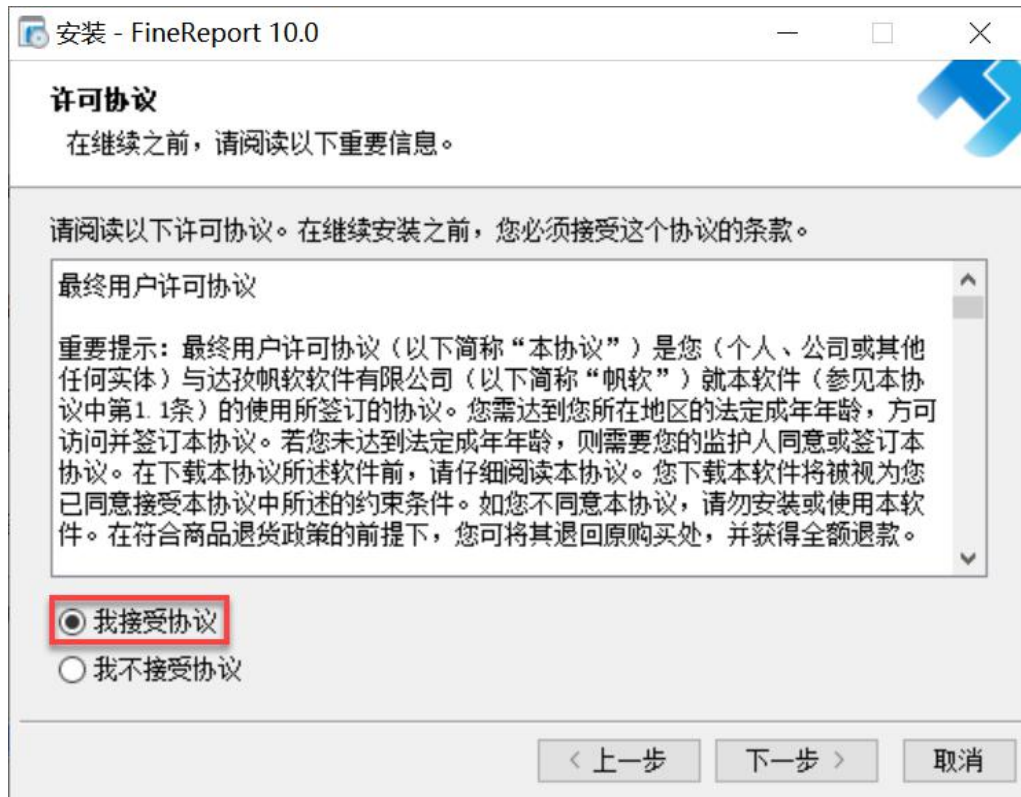 安装 - FineReport 10.0
许可协议
在继续之前，请阅读以下重要信息。
请阅读以下许可协议。在继续安装之前，您必须接受这个协议的条款。
最终用户许可协议
重要提示：最终用户许可协议（以下简称“本协议”）是您（个人、公司或其他
任何实体）与达孜帆软软件有限公司（以下简称“帆软”）就本软件（参见本协
议中第1.1条）的使用所签订的协议。您需达到您所在地区的法定成年年龄，方可
访问并签订本协议。若您未达到法定成年年龄，则需要您的监护人同意或签订本
协议。在下载本协议所述软件前，请仔细阅读本协议。您下载本软件将被视为您
已同意接受本协议中所述的约束条件。如您不同意本协议，请勿安装或使用本软
件。在符合商品退货政策的前提下，您可将其退回原购买处，并获得全额退款。
我接受协议
我不接受协议
< 上一步
下一步 >
取消